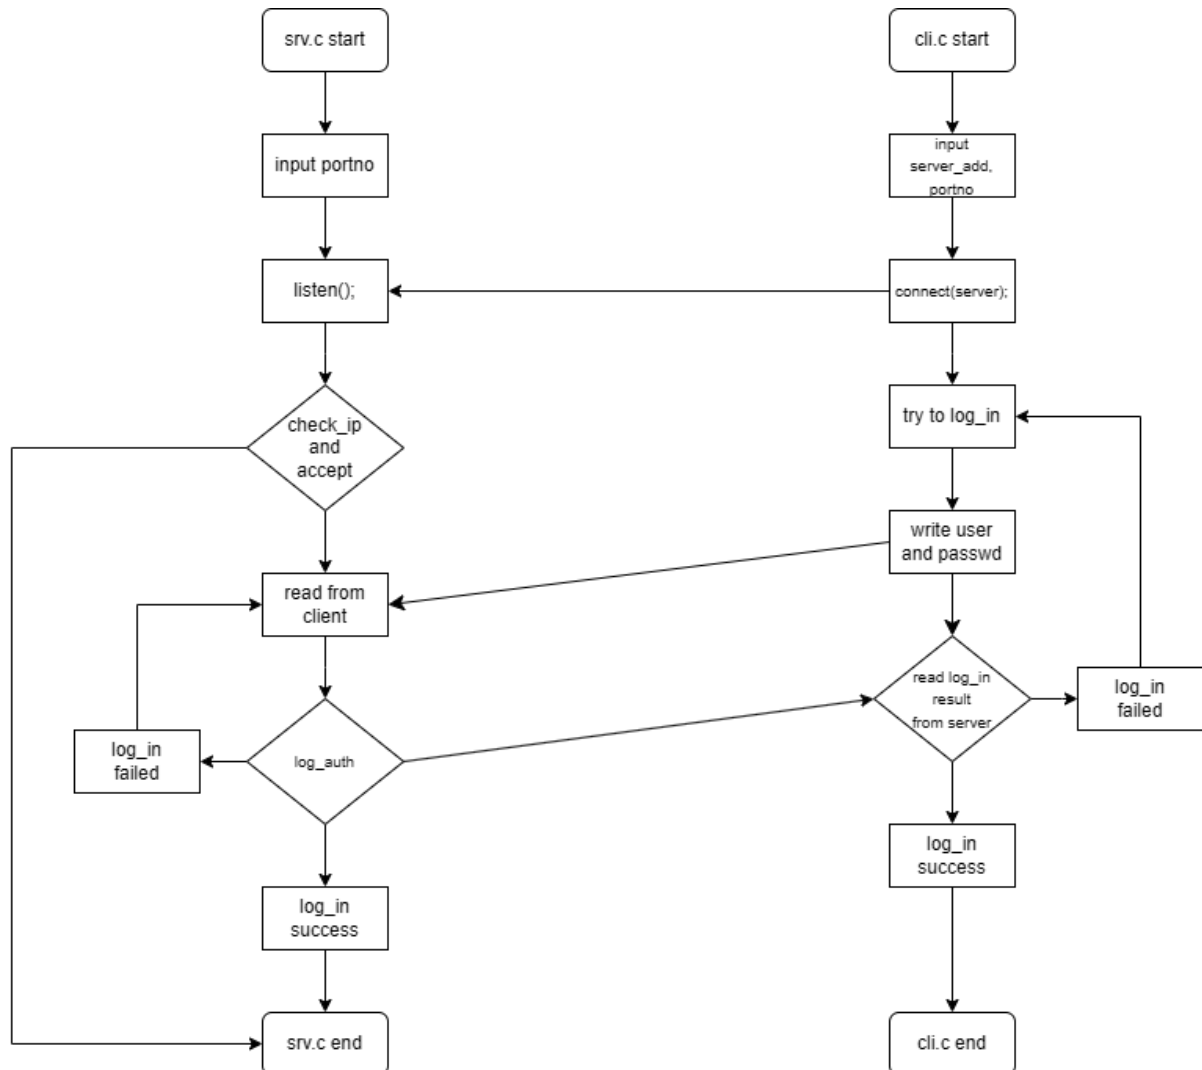 srv.c start
cli.c start
input portno
input
server_add,
portno
listen();
connect(server);
check_ip
and
accept
try to log_in
write user
and passwd
read from
client
read log_in
result
from server
log_in
failed
log_in
failed
log_auth
log_in
success
log_in
success
srv.c end
cli.c end